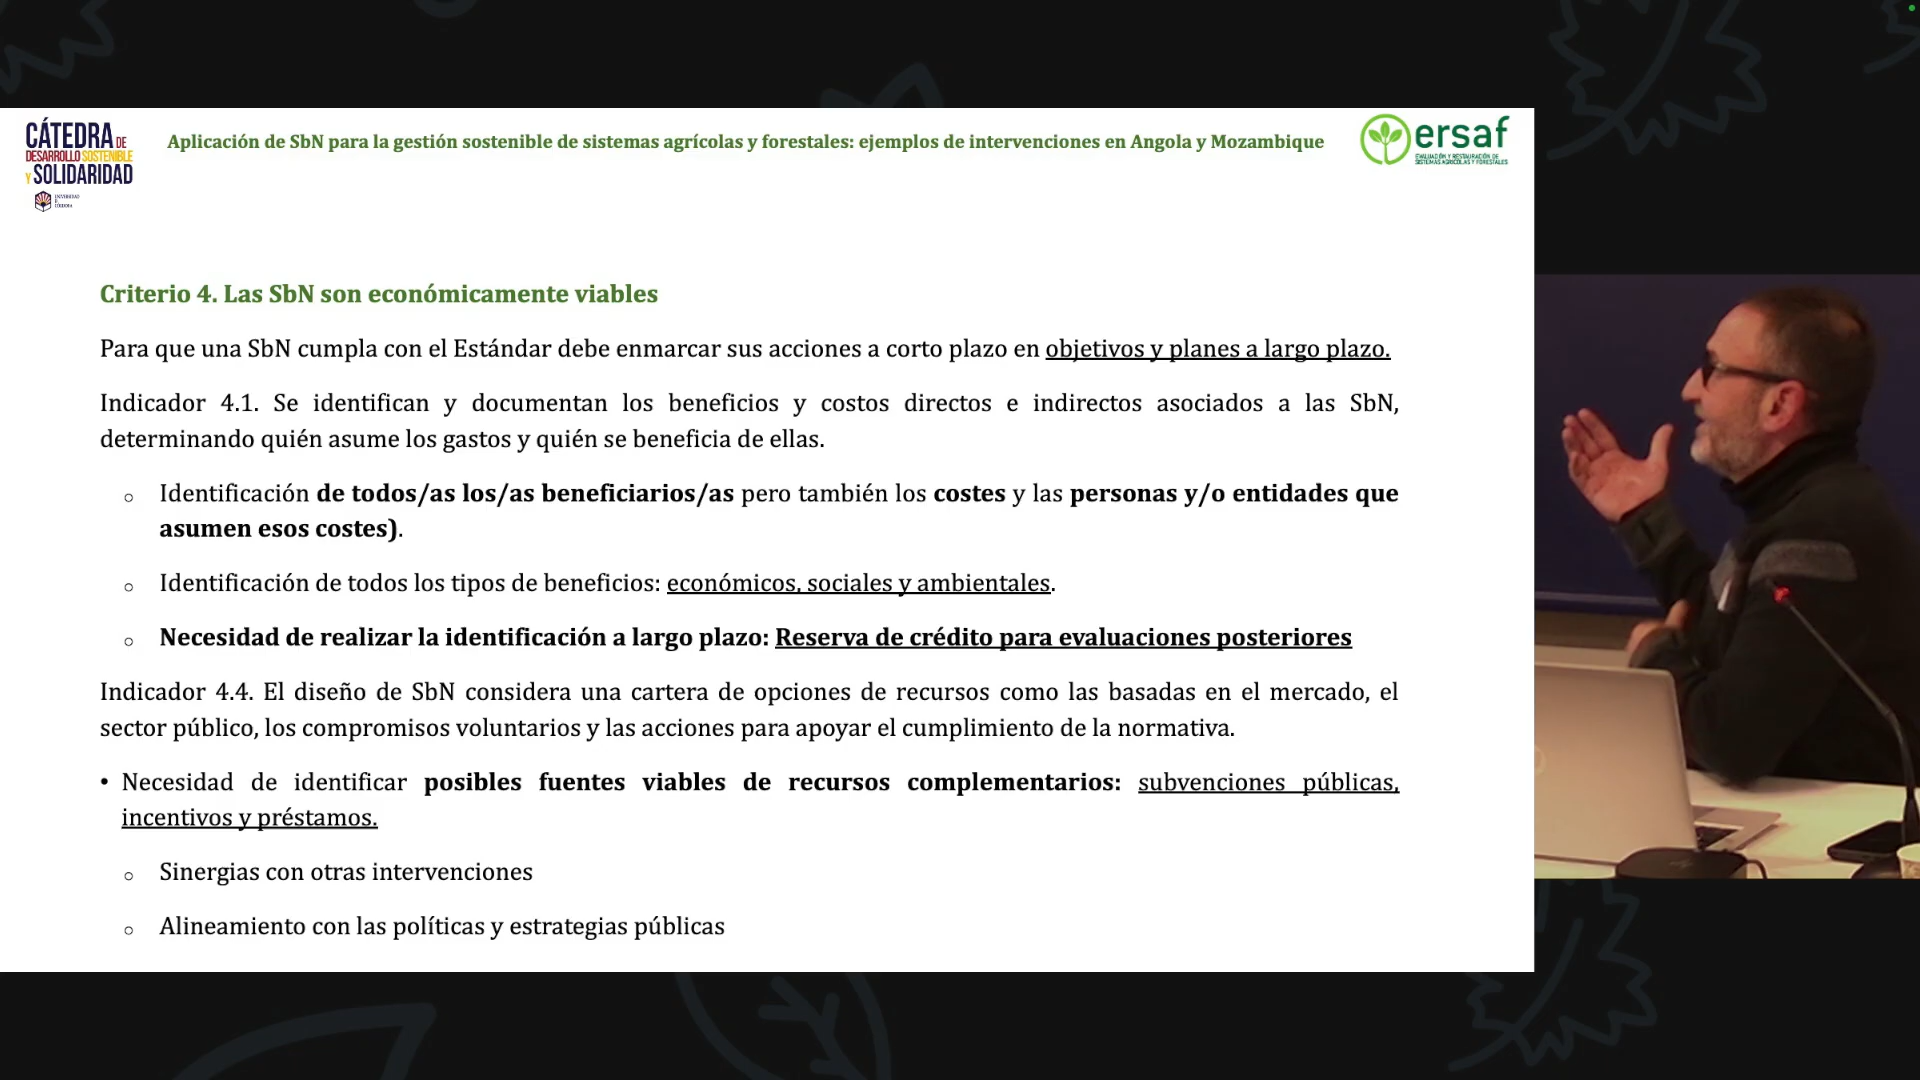 CÁTEDRA DE
DESARROLLO SOSTENIBLE
Y SOLIDARIDAD
UNIVERSIDAD
DE
CÓRDOBA
Aplicación de SbN para la gestión sostenible de sistemas agrícolas y forestales: ejemplos de intervenciones en Angola y Mozambique
ersaf
EVALUACIÓN Y RESTAURACIÓN DE
SISTEMAS AGRÍCOLAS Y FORESTALES
Criterio 4. Las SbN son económicamente viables
Para que una SbN cumpla con el Estándar debe enmarcar sus acciones a corto plazo en objetivos y planes a largo plazo.
Indicador 4.1. Se identifican y documentan los beneficios y costos directos e indirectos asociados a las SbN,
determinando quién asume los gastos y quién se beneficia de ellas.
○ Identificación de todos/as los/as beneficiarios/as pero también los costes y las personas y/o entidades que
asumen esos costes).
○ Identificación de todos los tipos de beneficios: económicos, sociales y ambientales.
○ Necesidad de realizar la identificación a largo plazo: Reserva de crédito para evaluaciones posteriores
Indicador 4.4. El diseño de SbN considera una cartera de opciones de recursos como las basadas en el mercado, el
sector público, los compromisos voluntarios y las acciones para apoyar el cumplimiento de la normativa.
• Necesidad de identificar posibles fuentes viables de recursos complementarios: subvenciones públicas,
incentivos y préstamos.
○ Sinergias con otras intervenciones
○ Alineamiento con las políticas y estrategias públicas